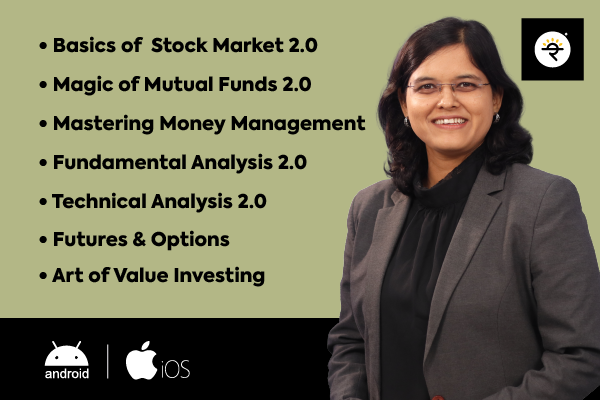 • Basics of Stock Market 2.0
• Magic of Mutual Funds 2.0
• Mastering Money Management
• Fundamental Analysis 2.0
• Technical Analysis 2.0
• Futures & Options
• Art of Value Investing
android | iOS